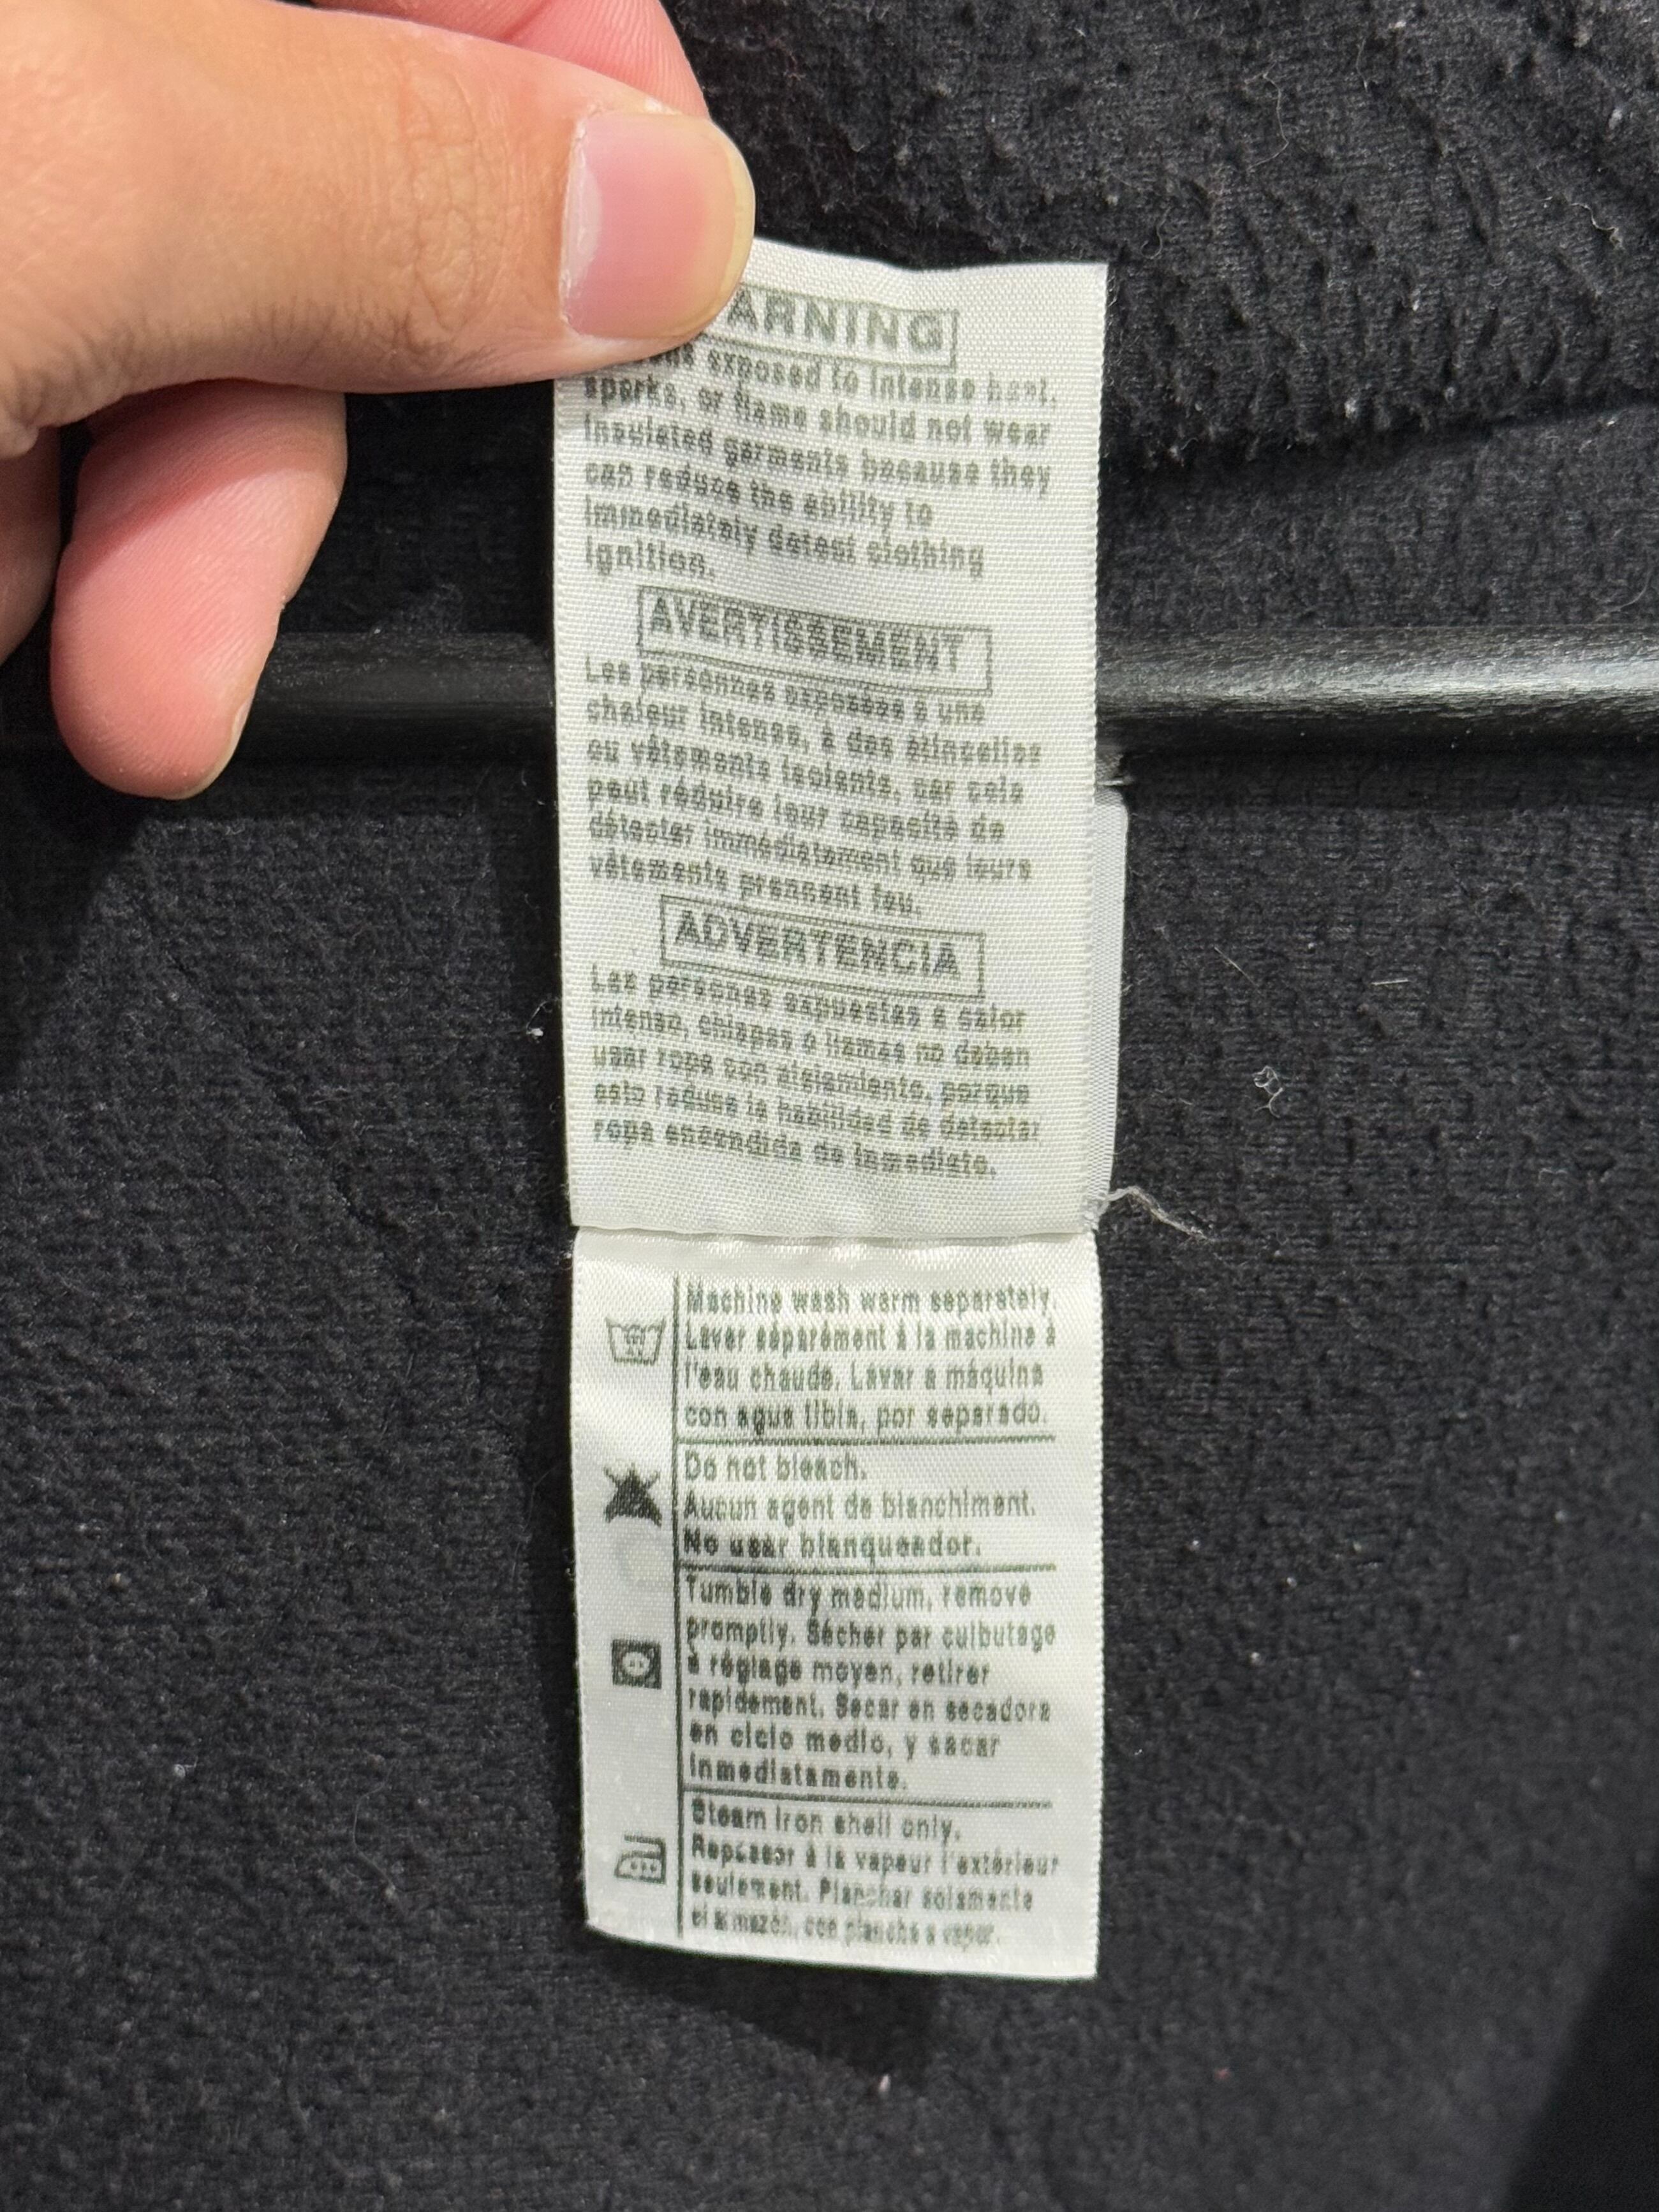 ARNING
exposed to intense heat,
sparks, or flame should not wear
insulated garments because they
can reduce the ability to
immediately detect clothing
ignition.
AVERTISSEMENT
Les personnes exposées à une
chaleur intense, à des étincelles
ou vêtements isolants, car cela
peut réduire leur capacité de
détecter immédiatement que leurs
vêtements prennent feu.
ADVERTENCIA
Las personas expuestas a calor
intenso, chispas o llamas no deben
usar ropa con aislamiento, porque
esto reduse la habilidad de detectar
ropa encendida de inmediato.
Machine wash warm separately.
Laver séparément à la machine à
l'eau chaude. Lavar a máquina
con agua tibia, por separado.
Do not bleach.
Aucun agent de blanchiment.
No usar blanqueador.
Tumble dry medium, remove
promptly. Sécher par culbutage
à réglage moyen, retirer
rapidement. Secar en secadora
en ciclo medio, y sacar
inmediatamente.
Steam iron shell only.
Repasser à la vapeur l'extérieur
seulement. Planchar solamente
el armazón, con plancha a vapor.